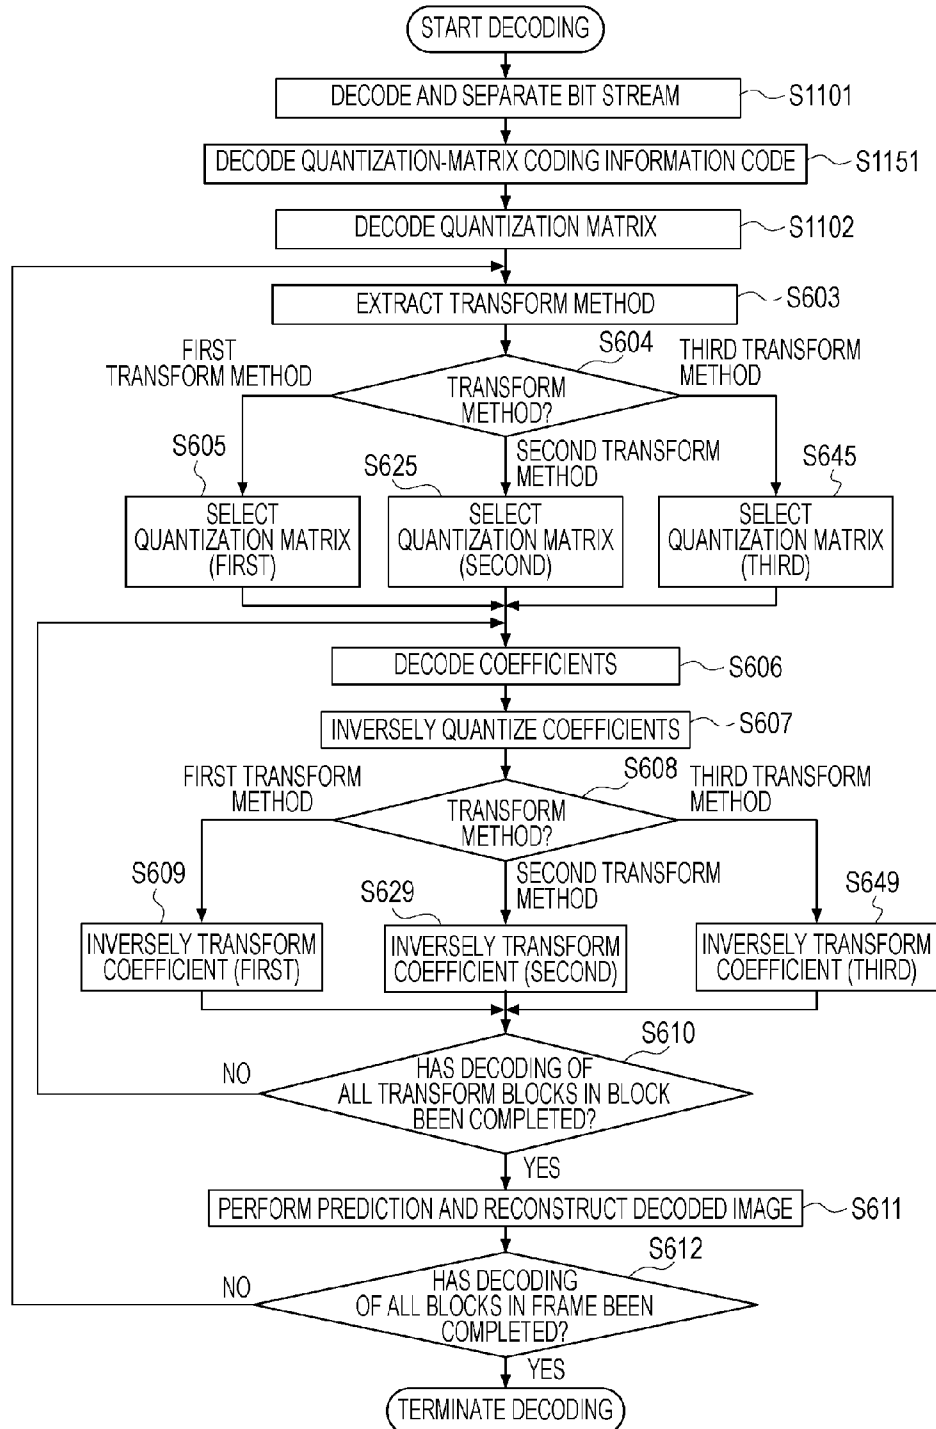 START DECODING
DECODE AND SEPARATE BIT STREAM
S1101
DECODE QUANTIZATION-MATRIX CODING INFORMATION CODE
S1151
DECODE QUANTIZATION MATRIX
S1102
EXTRACT TRANSFORM METHOD
S603
S604
FIRST
TRANSFORM METHOD
TRANSFORM
METHOD?
THIRD TRANSFORM
METHOD
SECOND TRANSFORM
METHOD
S605
SELECT
QUANTIZATION MATRIX
(FIRST)
S625
SELECT
QUANTIZATION MATRIX
(SECOND)
S645
SELECT
QUANTIZATION MATRIX
(THIRD)
DECODE COEFFICIENTS
S606
INVERSELY QUANTIZE COEFFICIENTS
S607
S608
FIRST TRANSFORM
METHOD
TRANSFORM
METHOD?
THIRD TRANSFORM
METHOD
SECOND TRANSFORM
METHOD
S609
INVERSELY TRANSFORM
COEFFICIENT (FIRST)
S629
INVERSELY TRANSFORM
COEFFICIENT (SECOND)
S649
INVERSELY TRANSFORM
COEFFICIENT (THIRD)
S610
NO
HAS DECODING OF
ALL TRANSFORM BLOCKS IN BLOCK
BEEN COMPLETED?
YES
PERFORM PREDICTION AND RECONSTRUCT DECODED IMAGE
S611
S612
NO
HAS DECODING
OF ALL BLOCKS IN FRAME BEEN
COMPLETED?
YES
TERMINATE DECODING